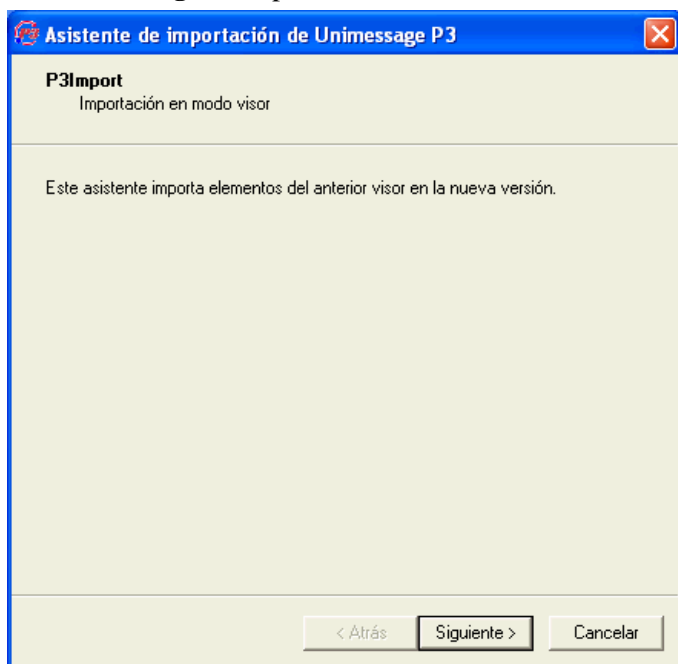 Asistente de importación de Unimessage P3
P3Import
Importación en modo visor
Este asistente importa elementos del anterior visor en la nueva versión.
< Atrás
Siguiente >
Cancelar